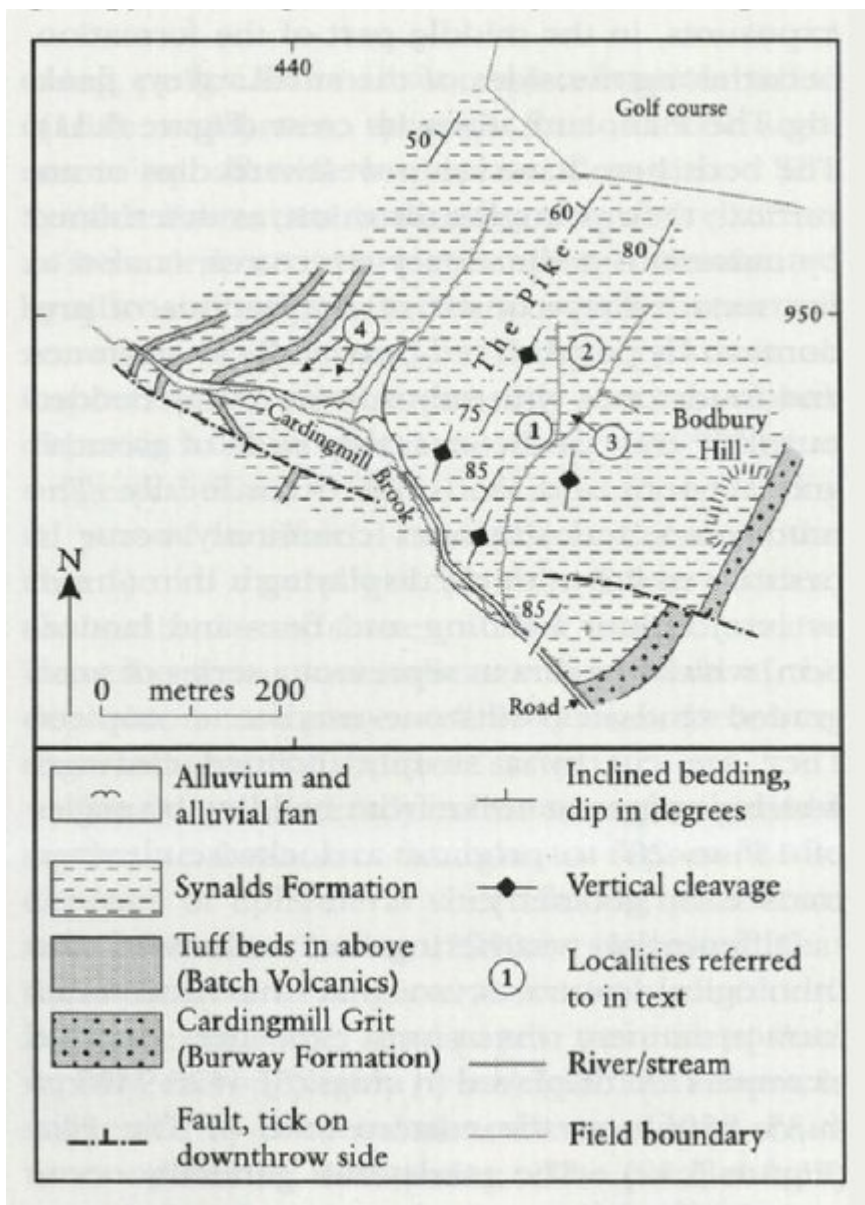 440
Golf course
50
60
80
The Pike
950
4
2
75
Bodbury
Hill
1
3
Cardingmill Brook
85
N
85
0 metres 200
Road
Alluvium and
alluvial fan
Inclined bedding,
dip in degrees
Synalds Formation
Vertical cleavage
Tuff beds in above
(Batch Volcanics)
1
Localities referred
to in text
Cardingmill Grit
(Burway Formation)
River/stream
Fault, tick on
downthrow side
Field boundary